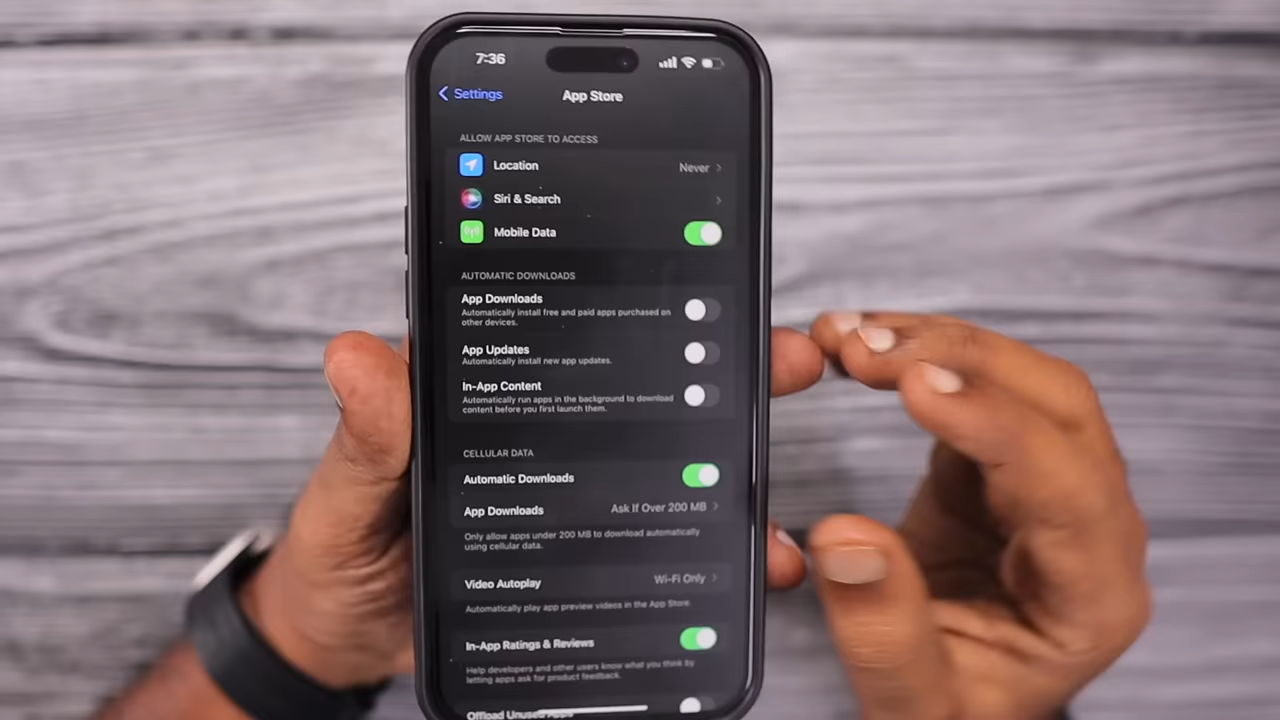 7:36
Settings
App Store
ALLOW APP STORE TO ACCESS
Location Never
Siri & Search
Mobile Data
AUTOMATIC DOWNLOADS
App Downloads
Automatically install free and paid apps purchased on
other devices.
App Updates
Automatically install new app updates.
In-App Content
Automatically run apps in the background to download
content before you first launch them.
CELLULAR DATA
Automatic Downloads
App Downloads Ask If Over 200 MB
Only allow apps under 200 MB to download automatically
using cellular data.
Video Autoplay Wi-Fi Only
Automatically play app preview videos in the App Store.
In-App Ratings & Reviews
Help developers and other users know what you think by
letting apps ask for product feedback.
Offload Unused Apps